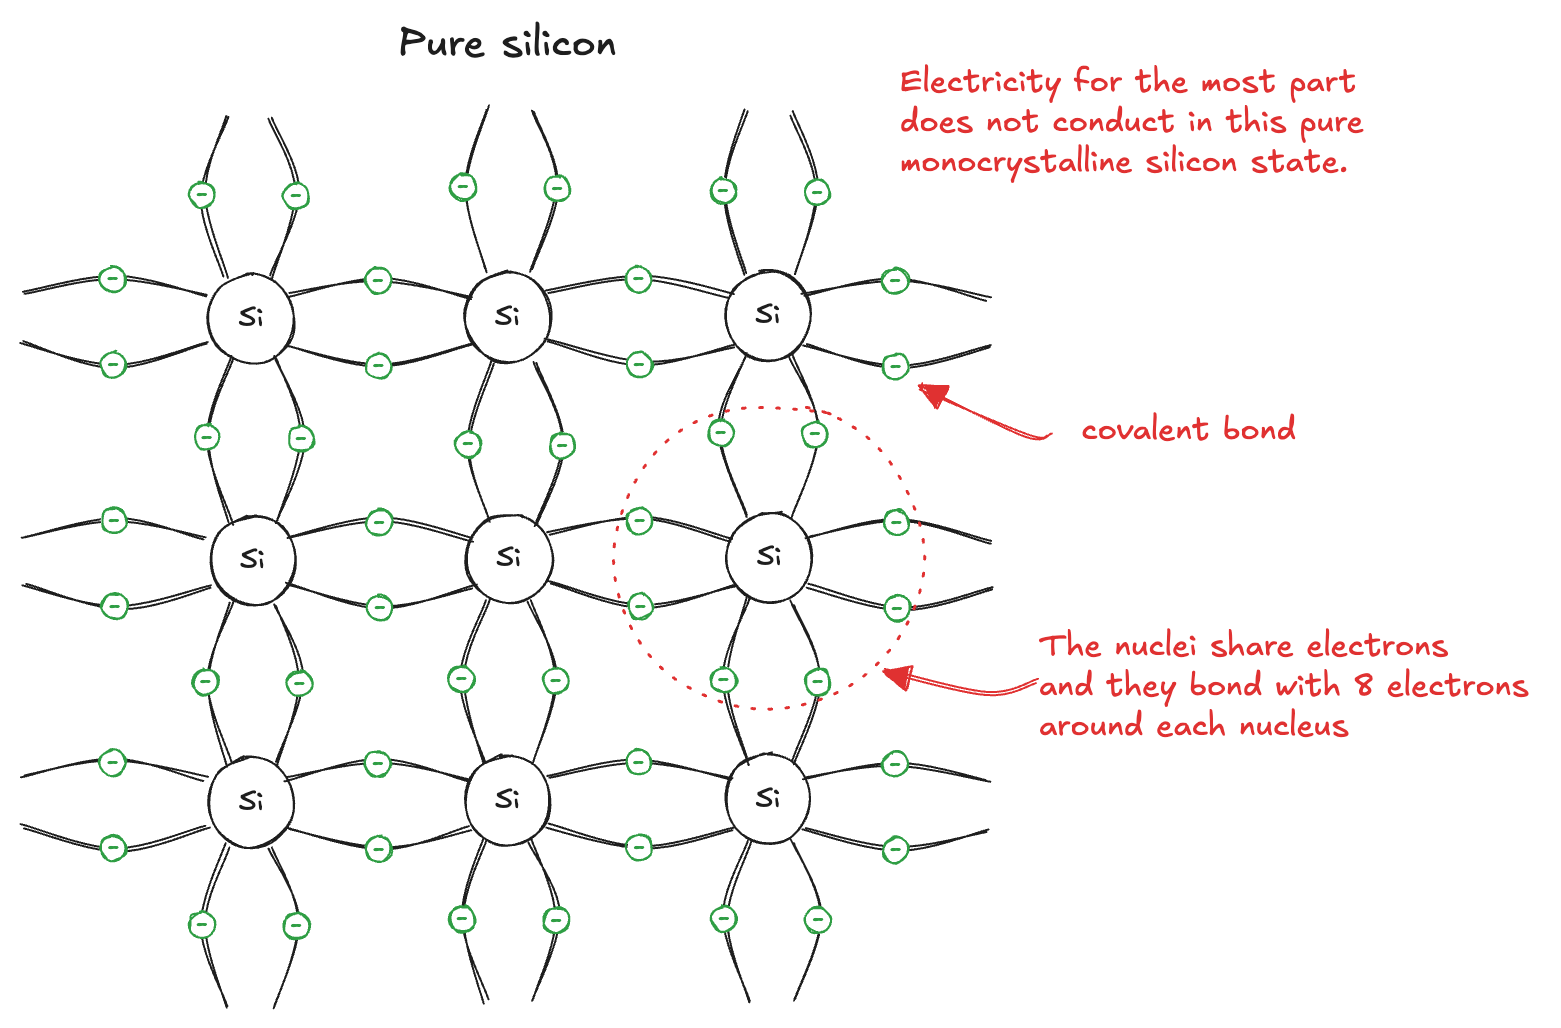 Pure silicon
Electricity for the most part
does not conduct in this pure
monocrystalline silicon state.
Si
Si
Si
covalent bond
Si
Si
Si
The nuclei share electrons
and they bond with 8 electrons
around each nucleus
Si
Si
Si